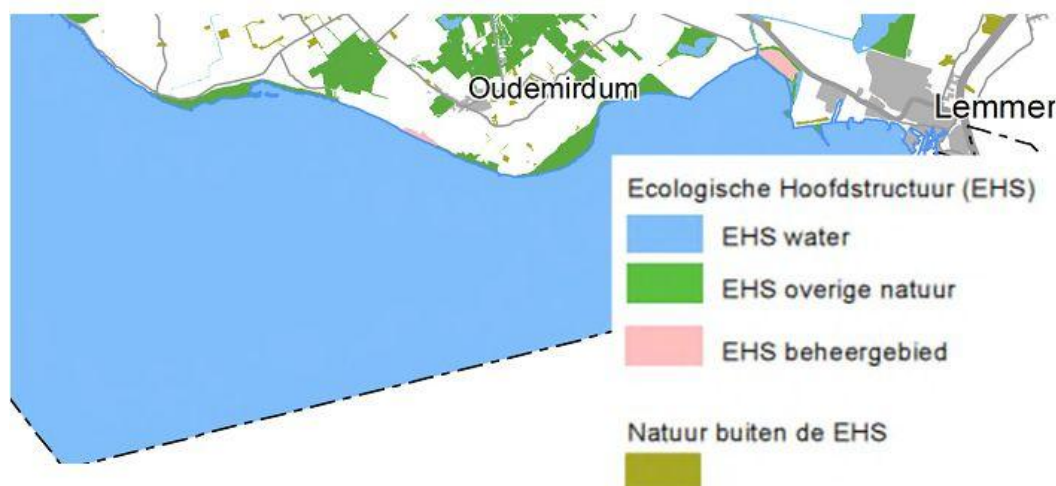 Oudemirdum
Lemmer
Ecologische Hoofdstructuur (EHS)
EHS water
EHS overige natuur
EHS beheergebied
Natuur buiten de EHS